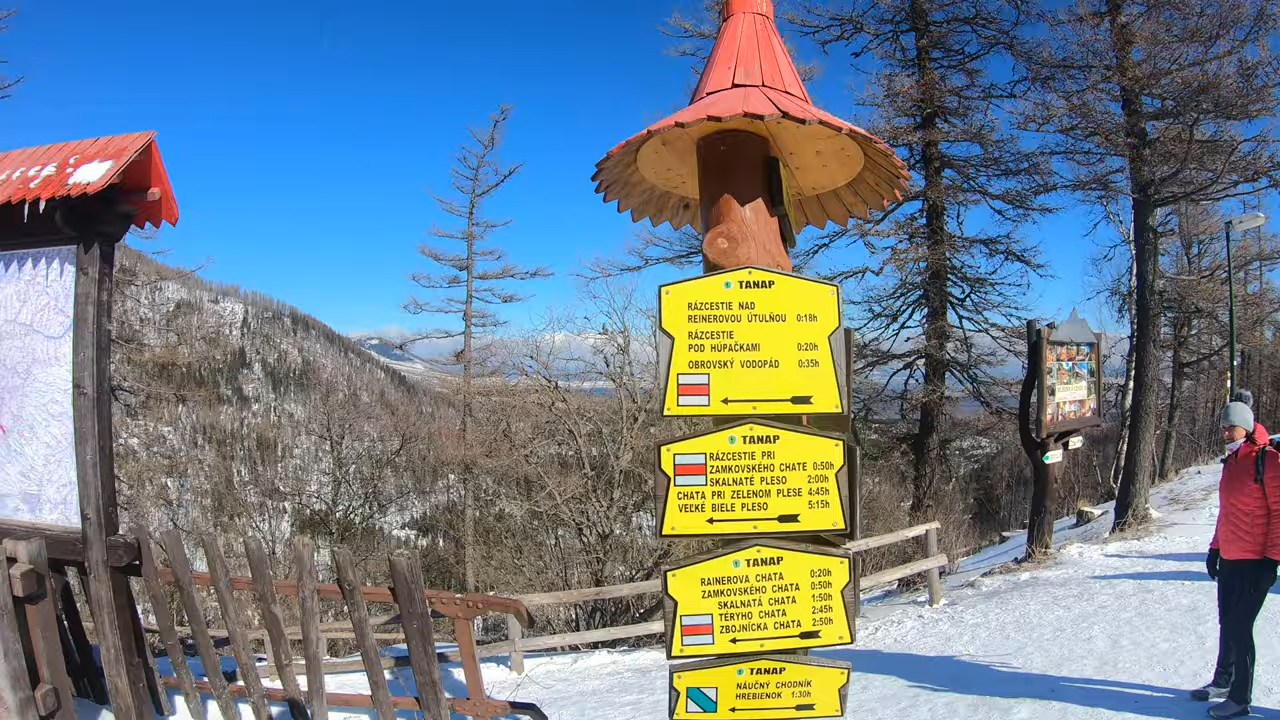 TANAP
RÁZCESTIE NAD
REINEROVOU ÚTULŇOU 0:18h
RÁZCESTIE
POD HÚPAČKAMI 0:20h
OBROVSKÝ VODOPÁD 0:35h
TANAP
RÁZCESTIE PRI
ZAMKOVSKÉHO CHATE 0:50h
SKALNATÉ PLESO 2:00h
CHATA PRI ZELENOM PLESE 4:45h
VEĽKÉ BIELE PLESO 5:15h
TANAP
RAINEROVA CHATA 0:20h
ZAMKOVSKÉHO CHATA 0:50h
SKALNATÁ CHATA 1:50h
TÉRYHO CHATA 2:45h
ZBOJNÍCKA CHATA 2:50h
TANAP
NÁUČNÝ CHODNÍK
HREBIENOK 1:30h